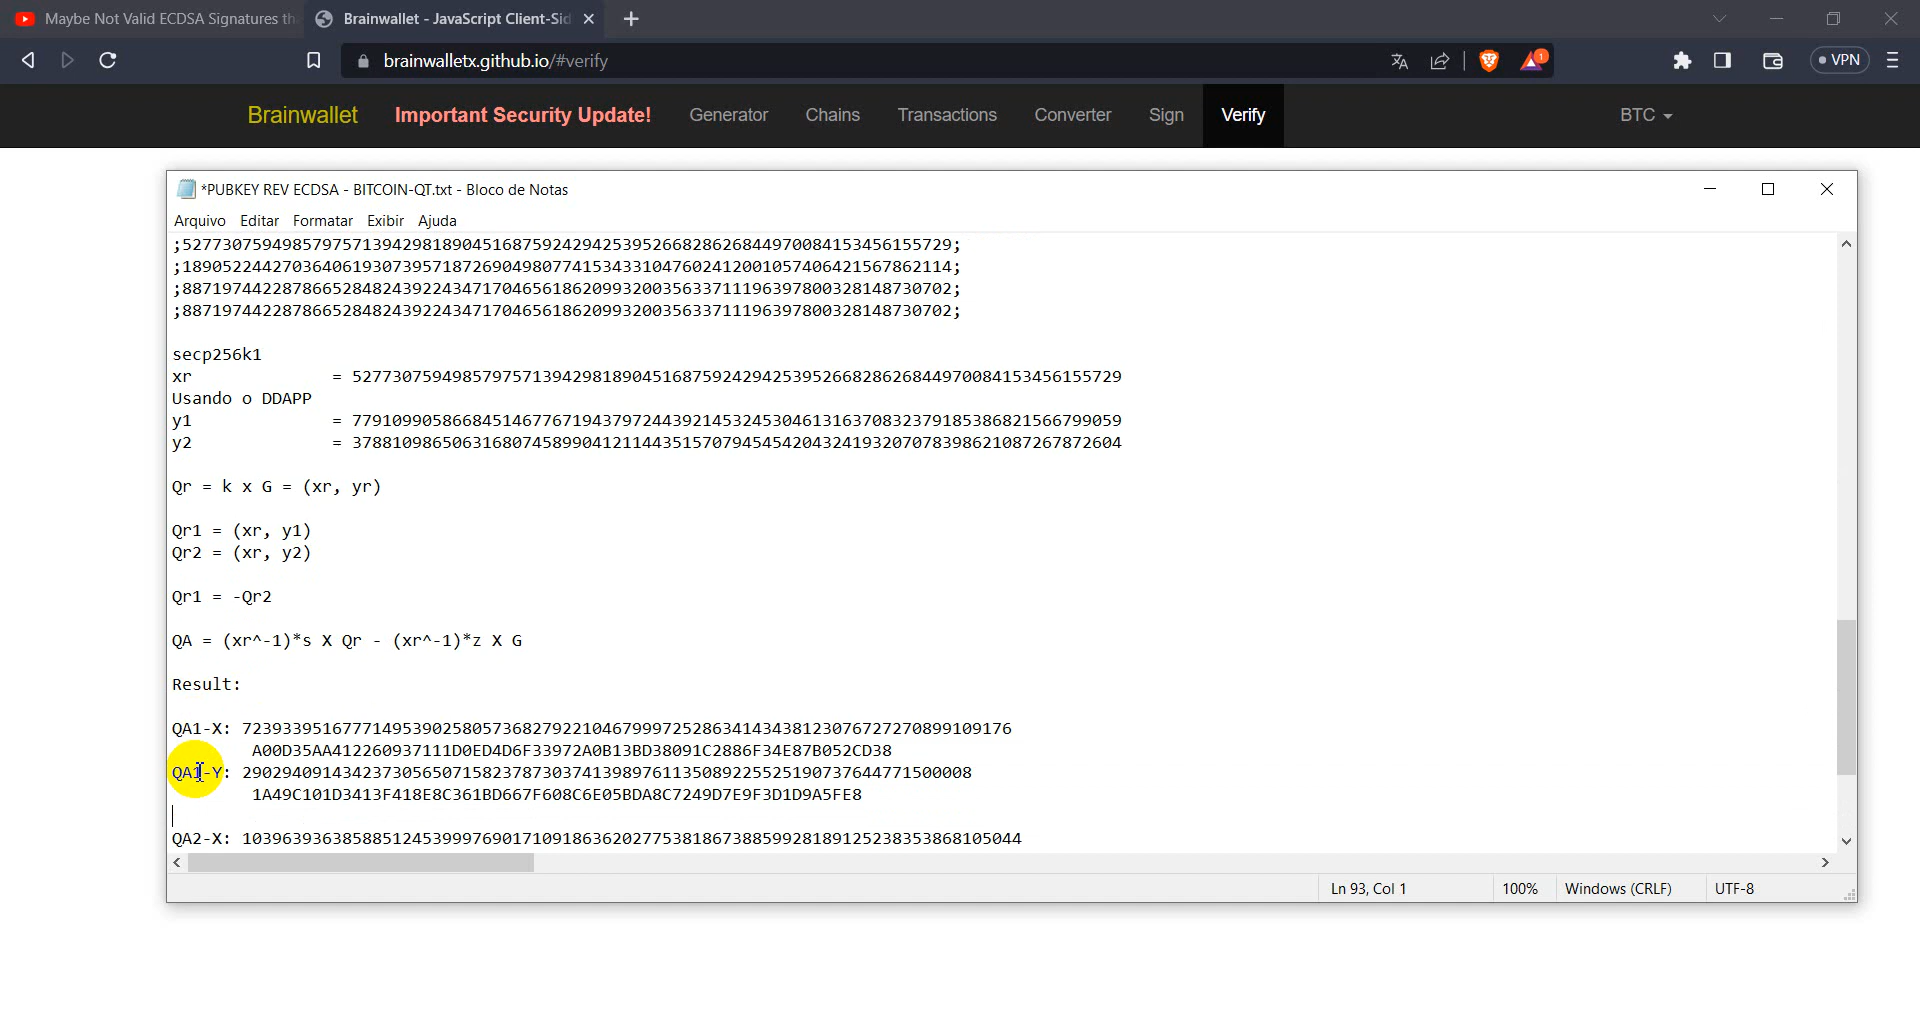 Maybe Not Valid ECDSA Signatures th
Brainwallet - JavaScript Client-Sid
brainwalletx.github.io/#verify
1
VPN
Brainwallet Important Security Update! Generator Chains Transactions Converter Sign Verify BTC
*PUBKEY REV ECDSA - BITCOIN-QT.txt - Bloco de Notas
Arquivo Editar Formatar Exibir Ajuda
;52773075949857975713942981890451687592429425395266828626844970084153456155729;
;18905224427036406193073957187269049807741534331047602412001057406421567862114;
;88719744228786652848243922434717046561862099320035633711196397800328148730702;
;88719744228786652848243922434717046561862099320035633711196397800328148730702;
secp256k1
xr = 52773075949857975713942981890451687592429425395266828626844970084153456155729
Usando o DDAPP
y1 = 77910990586684514677671943797244392145324530461316370832379185386821566799059
y2 = 37881098650631680745899041211443515707945454204324193207078398621087267872604
Qr = k x G = (xr, yr)
Qr1 = (xr, y1)
Qr2 = (xr, y2)
Qr1 = -Qr2
QA = (xr^-1)*s X Qr - (xr^-1)*z X G
Result:
QA1-X: 72393395167771495390258057368279221046799972528634143438123076727270899109176
A00D35AA412260937111D0ED4D6F33972A0B13BD38091C2886F34E87B052CD38
QA1-Y: 2902940914342373056507158237873037413989761135089225525190737644771500008
1A49C101D3413F418E8C361BD667F608C6E05BDA8C7249D7E9F3D1D9A5FE8
QA2-X: 103963936385885124539997690171091863620277538186738859928189125238353868105044
Ln 93, Col 1 100% Windows (CRLF) UTF-8